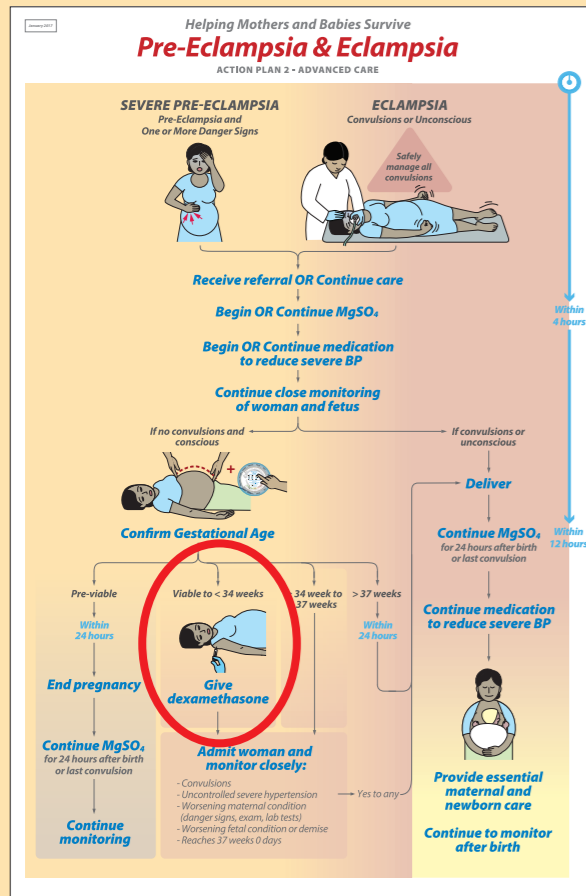 January 2017
Helping Mothers and Babies Survive
Pre-Eclampsia & Eclampsia
ACTION PLAN 2 - ADVANCED CARE
SEVERE PRE-ECLAMPSIA
Pre-Eclampsia and
One or More Danger Signs
ECLAMPSIA
Convulsions or Unconscious
Safely
manage all
convulsions
Receive referral OR Continue care
Begin OR Continue MgSO₄
Within
4 hours
Begin OR Continue medication
to reduce severe BP
Continue close monitoring
of woman and fetus
If no convulsions and
conscious
If convulsions or
unconscious
+
Deliver
Confirm Gestational Age
Continue MgSO₄
for 24 hours after birth
or last convulsion
Within
12 hours
Pre-viable
Viable to < 34 weeks
34 week to
37 weeks
> 37 weeks
Within
24 hours
Within
24 hours
Continue medication
to reduce severe BP
End pregnancy
Give
dexamethasone
Continue MgSO₄
for 24 hours after birth
or last convulsion
Continue
monitoring
Admit woman and
monitor closely:
- Convulsions
- Uncontrolled severe hypertension
- Worsening maternal condition
(danger signs, exam, lab tests)
- Worsening fetal condition or demise
- Reaches 37 weeks 0 days
Yes to any
Provide essential
maternal and
newborn care
Continue to monitor
after birth